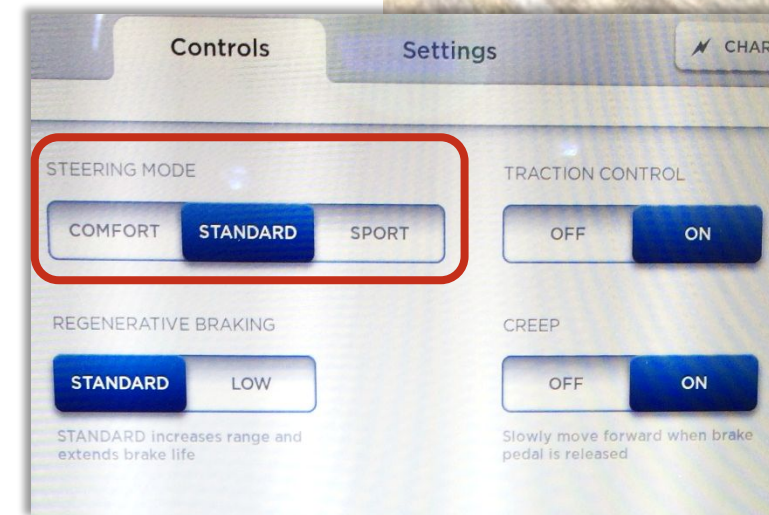 Controls
Settings
CHAR
STEERING MODE
COMFORT STANDARD SPORT
TRACTION CONTROL
OFF ON
REGENERATIVE BRAKING
STANDARD LOW
STANDARD increases range and
extends brake life
CREEP
OFF ON
Slowly move forward when brake
pedal is released